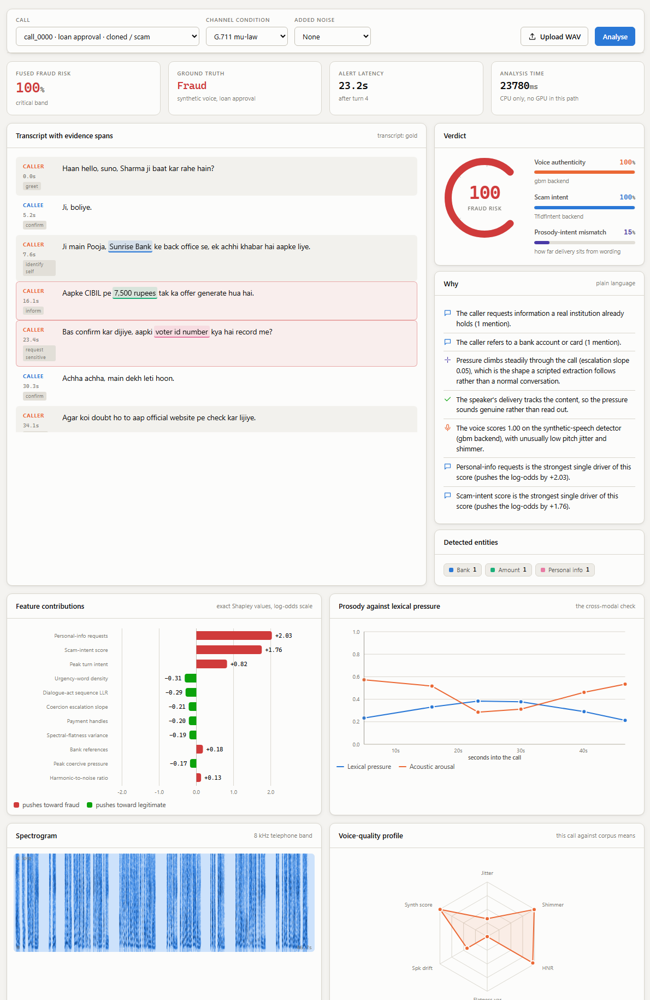 CALL
CHANNEL CONDITION
ADDED NOISE
call_0000 · loan approval · cloned / scam
G.711 mu-law
None
Upload WAV
Analyse
FUSED FRAUD RISK
100%
critical band
GROUND TRUTH
Fraud
synthetic voice, loan approval
ALERT LATENCY
23.2s
after turn 4
ANALYSIS TIME
23780ms
CPU only, no GPU in this path
Transcript with evidence spans
transcript: gold
CALLER
0.0s
greet
Haan hello, suno, Sharma ji baat kar rahe hain?
CALLEE
5.2s
confirm
Ji, boliye.
CALLER
7.6s
identify
self
Ji main Pooja, Sunrise Bank ke back office se, ek achhi khabar hai aapke liye.
CALLER
16.1s
inform
Aapke CIBIL pe 7,500 rupees tak ka offer generate hua hai.
CALLER
23.4s
request
sensitive
Bas confirm kar dijiye, aapki voter id number kya hai record me?
CALLEE
30.3s
confirm
Achha achha, main dekh leti hoon.
CALLER
34.1s
Agar koi doubt ho to aap official website pe check kar lijiye.
Verdict
100
FRAUD RISK
Voice authenticity 100%
gbm backend
Scam intent 100%
TfidfIntent backend
Prosody-intent mismatch 15%
how far delivery sits from wording
Why
plain language
The caller requests information a real institution already
holds (1 mention).
The caller refers to a bank account or card (1 mention).
Pressure climbs steadily through the call (escalation slope
0.05), which is the shape a scripted extraction follows
rather than a normal conversation.
The speaker's delivery tracks the content, so the pressure
sounds genuine rather than read out.
The voice scores 1.00 on the synthetic-speech detector
(gbm backend), with unusually low pitch jitter and
shimmer.
Personal-info requests is the strongest single driver of this
score (pushes the log-odds by +2.03).
Scam-intent score is the strongest single driver of this
score (pushes the log-odds by +1.76).
Detected entities
Bank 1
Amount 1
Personal info 1
Feature contributions
exact Shapley values, log-odds scale
Personal-info requests +2.03
Scam-intent score +1.76
Peak turn intent +0.82
Urgency-word density −0.31
Dialogue-act sequence LLR −0.29
Coercion escalation slope −0.21
Payment handles −0.20
Spectral-flatness variance −0.19
Bank references +0.18
Peak coercive pressure −0.17
Harmonic-to-noise ratio +0.13
-2.0 -1.0 0.0 1.0 2.0
pushes toward fraud
pushes toward legitimate
Prosody against lexical pressure
the cross-modal check
1.0
0.8
0.6
0.4
0.2
0.0
10s 20s 30s 40s
seconds into the call
Lexical pressure
Acoustic arousal
Spectrogram
8 kHz telephone band
Voice-quality profile
this call against corpus means
Jitter
Synth score
Shimmer
Spk drift
HNR